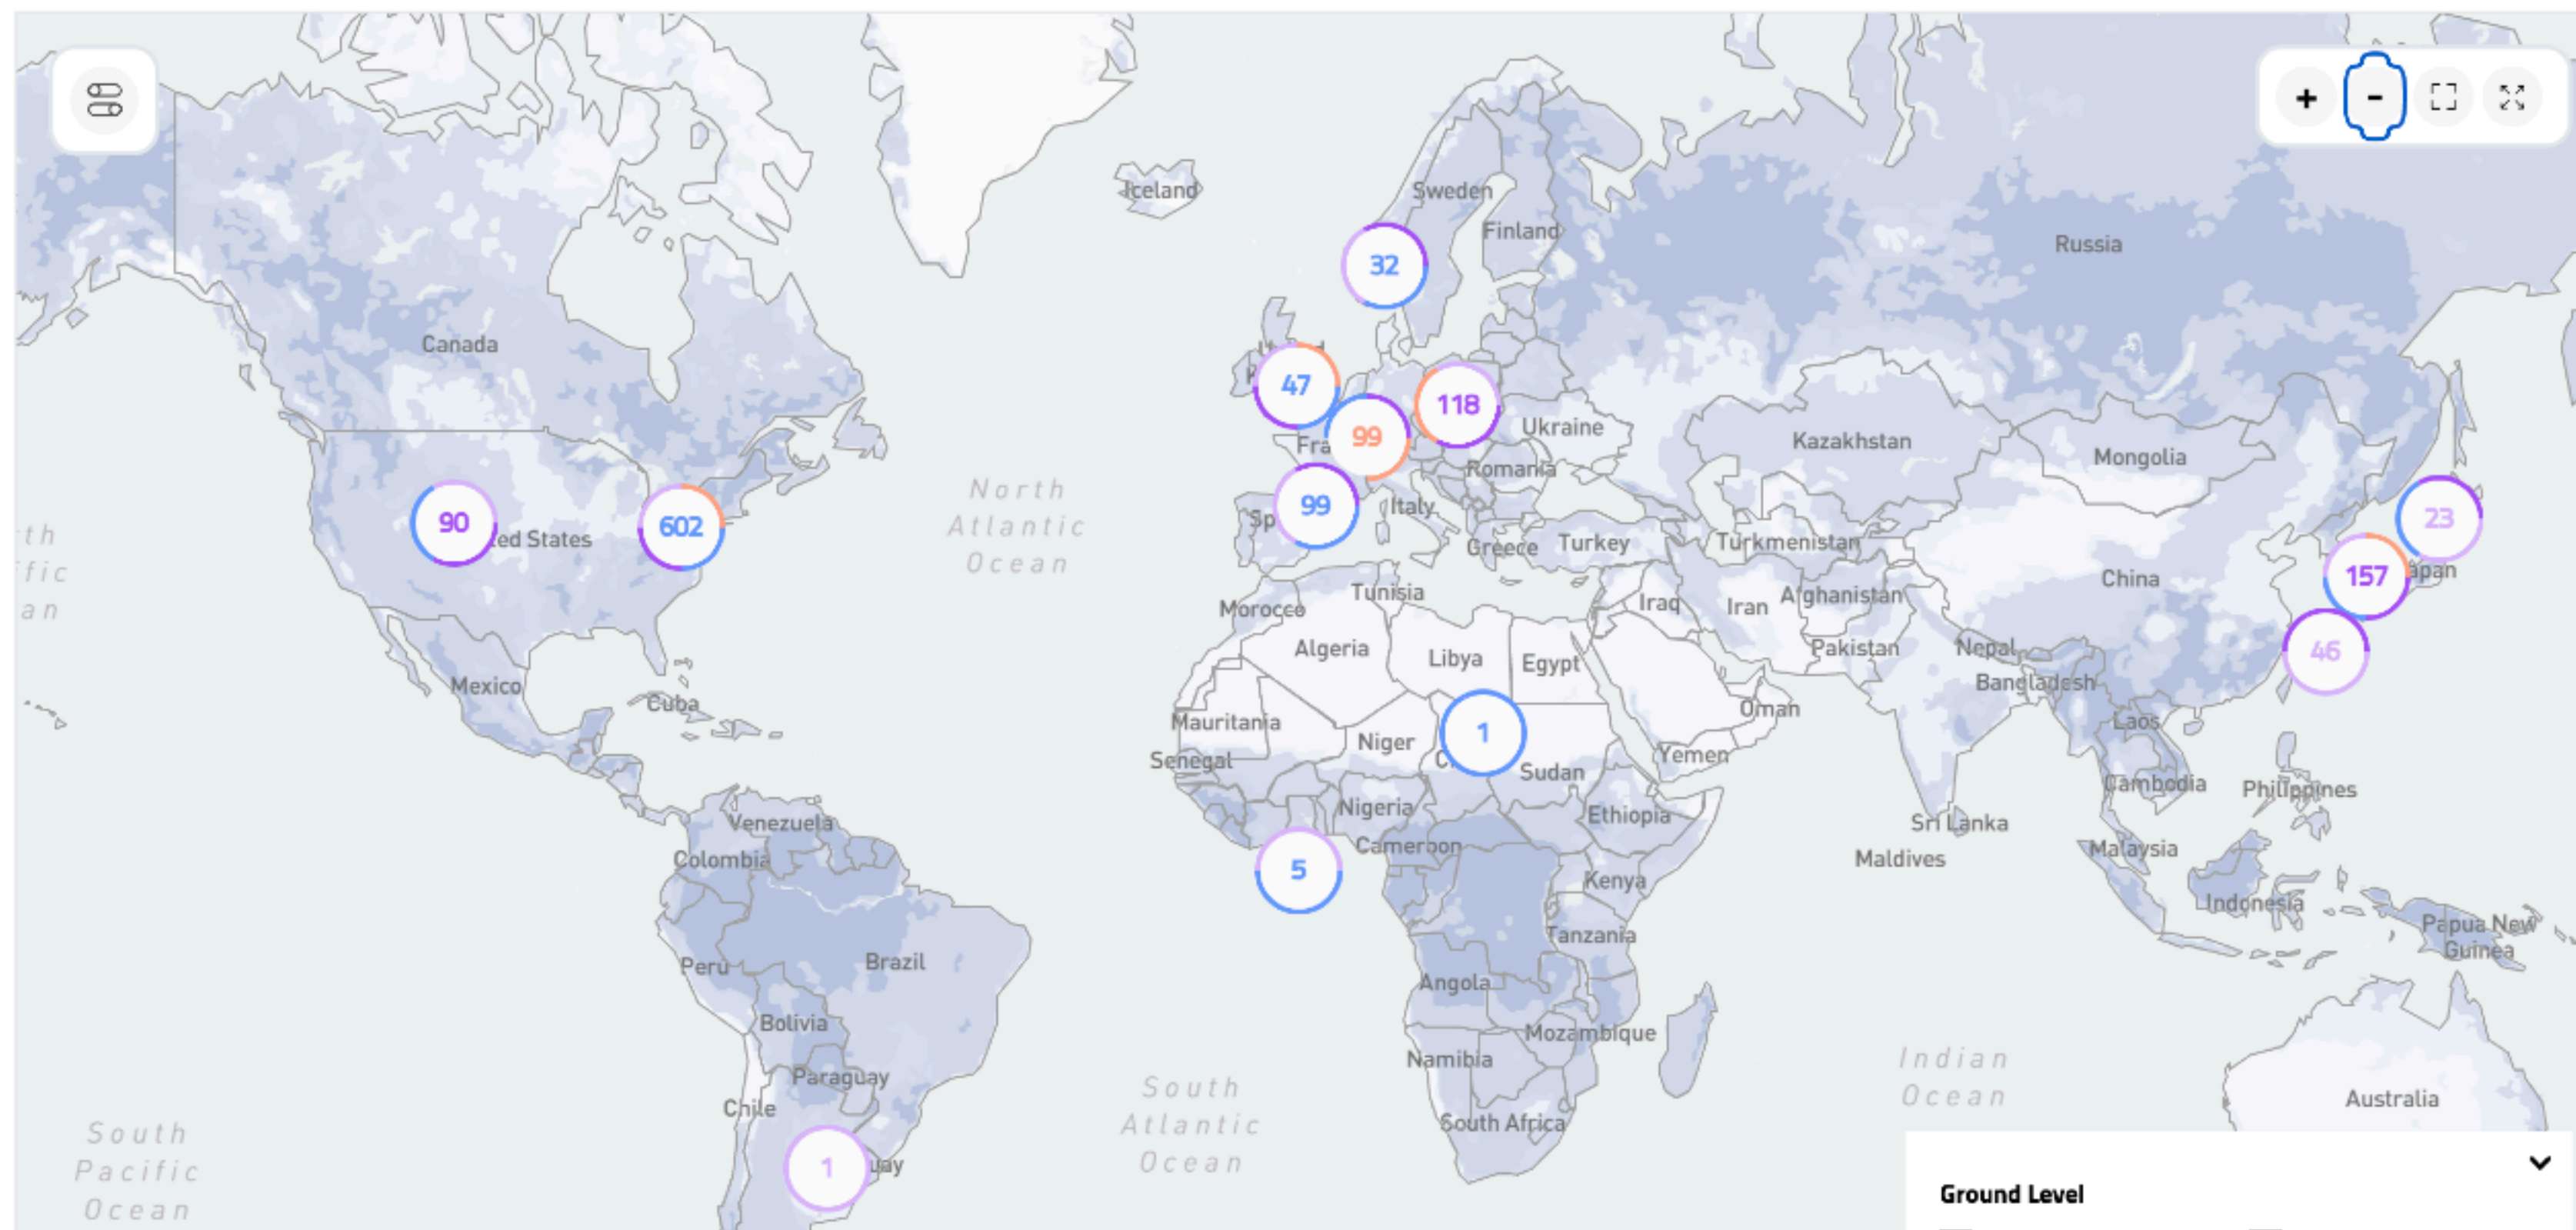 +
-
Iceland
Sweden
Finland
Russia
32
Canada
47
118
99
Ukraine
Kazakhstan
Mongolia
Romania
90
602
99
Italy
23
North
Atlantic
Ocean
Greece
Turkey
Turkmenistan
China
157
Morocco
Tunisia
Iraq
Iran
Afghanistan
Algeria
Libya
Egypt
Pakistan
Nepal
46
Mexico
Cuba
Bangladesh
Mauritania
Niger
1
Oman
Laos
Senegal
Sudan
Yemen
Cambodia
Philippines
Venezuela
Nigeria
Ethiopia
Sri Lanka
Colombia
5
Cameroon
Maldives
Malaysia
Kenya
Indonesia
Peru
Brazil
Tanzania
Papua New
Guinea
Angola
Bolivia
Mozambique
Namibia
Indian
Ocean
Paraguay
Chile
South
Atlantic
Ocean
South Africa
Australia
South
Pacific
Ocean
1
Ground Level